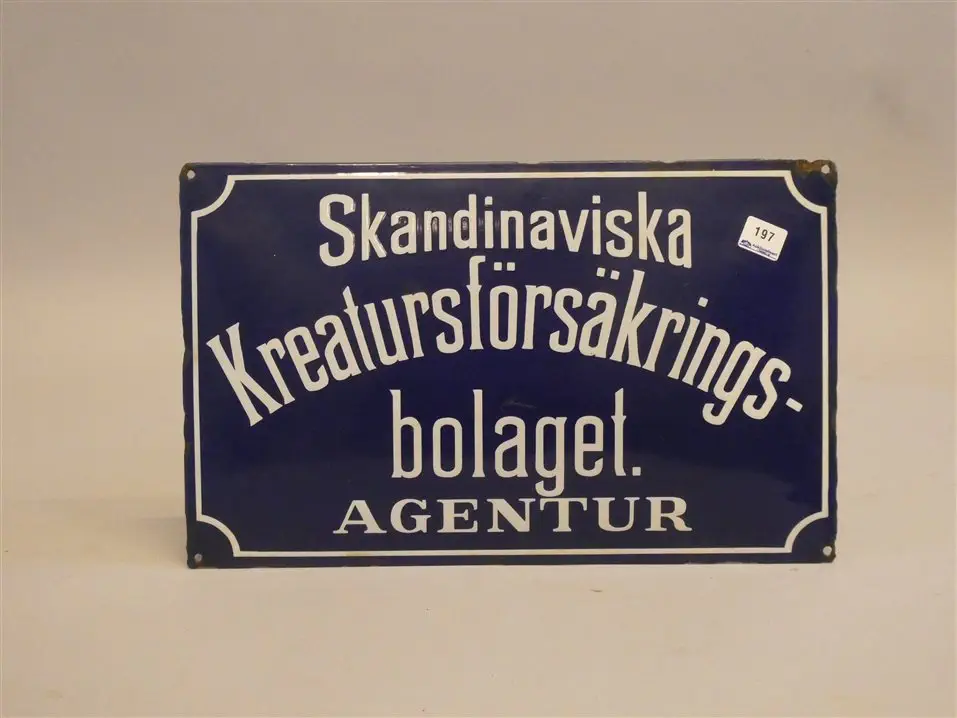 Skandinaviska
Kreatursförsäkrings-
bolaget.
AGENTUR
197